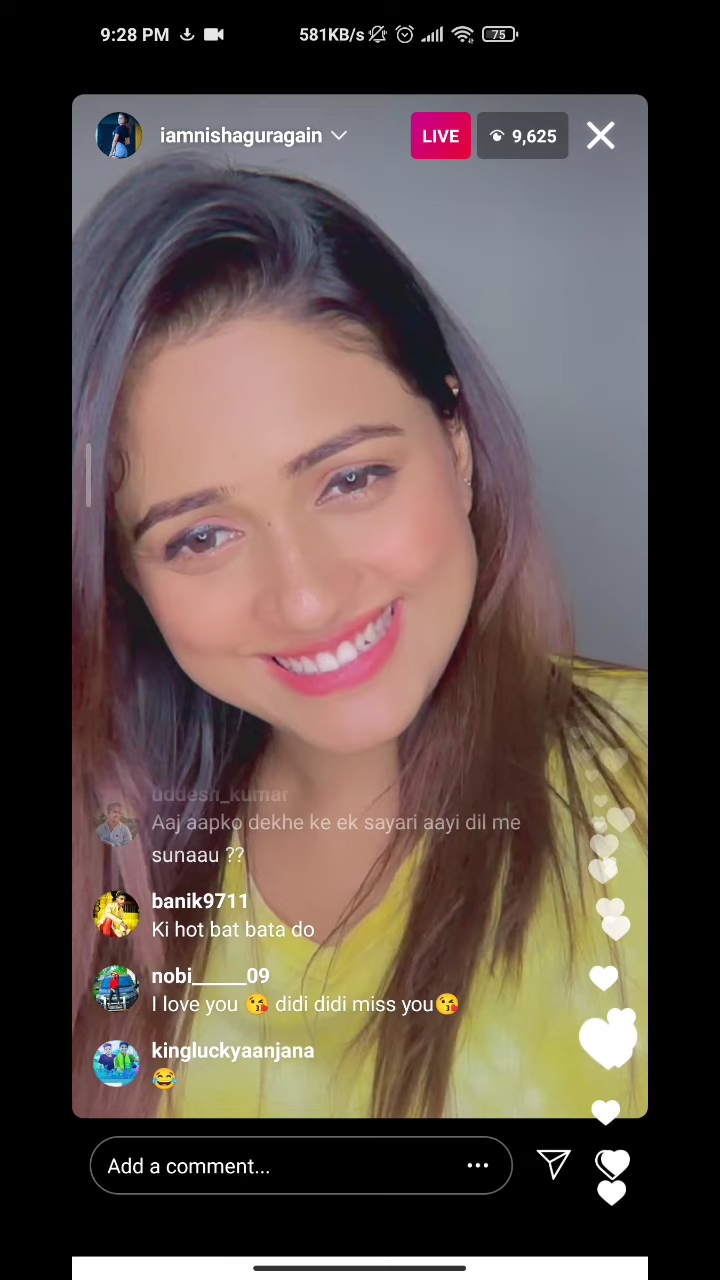 9:28 PM 581KB/s 75
iamnishaguragain LIVE 9,625
uddesh_kumar
Aaj aapko dekhe ke ek sayari aayi dil me
sunaau ??
banik9711
Ki hot bat bata do
nobi_____09
I love you 😘 didi didi miss you😘
kingluckyaanjana
😂
Add a comment...